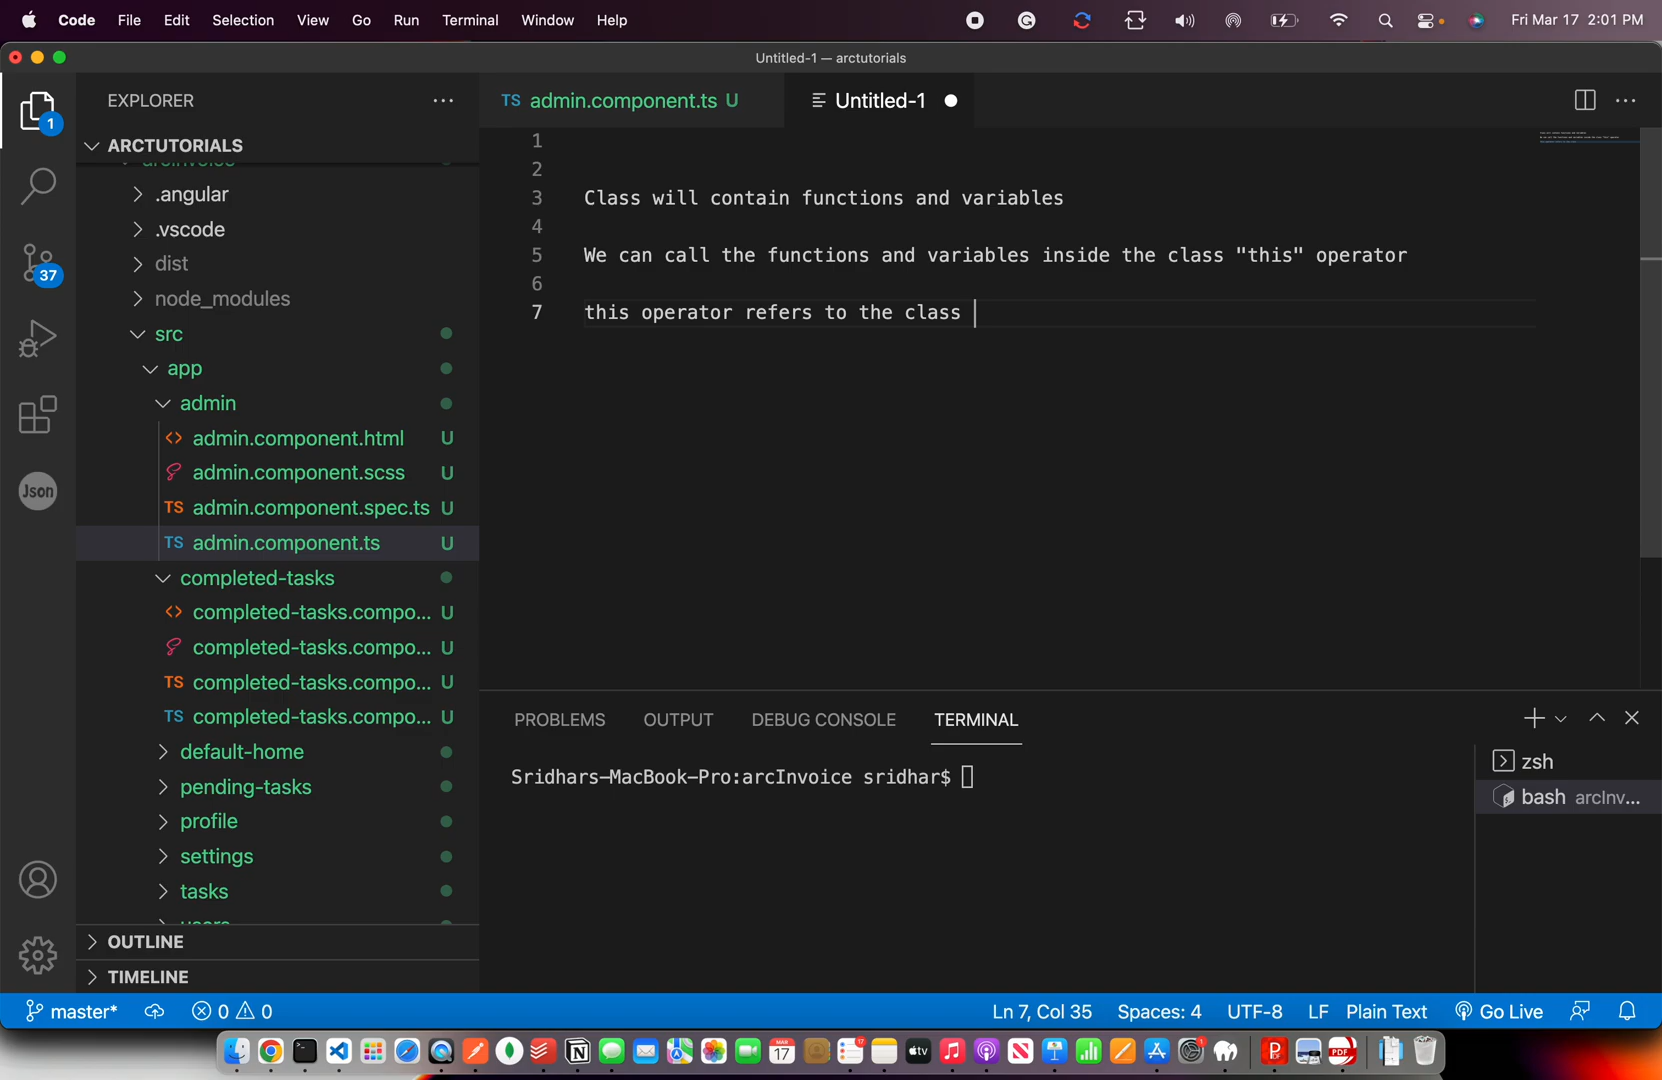 Code File Edit Selection View Go Run Terminal Window Help Fri Mar 17 2:01 PM
Untitled-1 — arctutorials
EXPLORER
TS admin.component.ts U
Untitled-1
1
ARCTUTORIALS
.angular
.vscode
dist
node_modules
src
app
admin
admin.component.html U
admin.component.scss U
TS admin.component.spec.ts U
TS admin.component.ts U
completed-tasks
completed-tasks.compo... U
completed-tasks.compo... U
TS completed-tasks.compo... U
TS completed-tasks.compo... U
default-home
pending-tasks
profile
settings
tasks
OUTLINE
TIMELINE
37
Json
1
2
3 Class will contain functions and variables
4
5 We can call the functions and variables inside the class "this" operator
6
7 this operator refers to the class
PROBLEMS OUTPUT DEBUG CONSOLE TERMINAL
Sridhars-MacBook-Pro:arcInvoice sridhar$
zsh
bash arcInv...
master* 0 0 Ln 7, Col 35 Spaces: 4 UTF-8 LF Plain Text Go Live